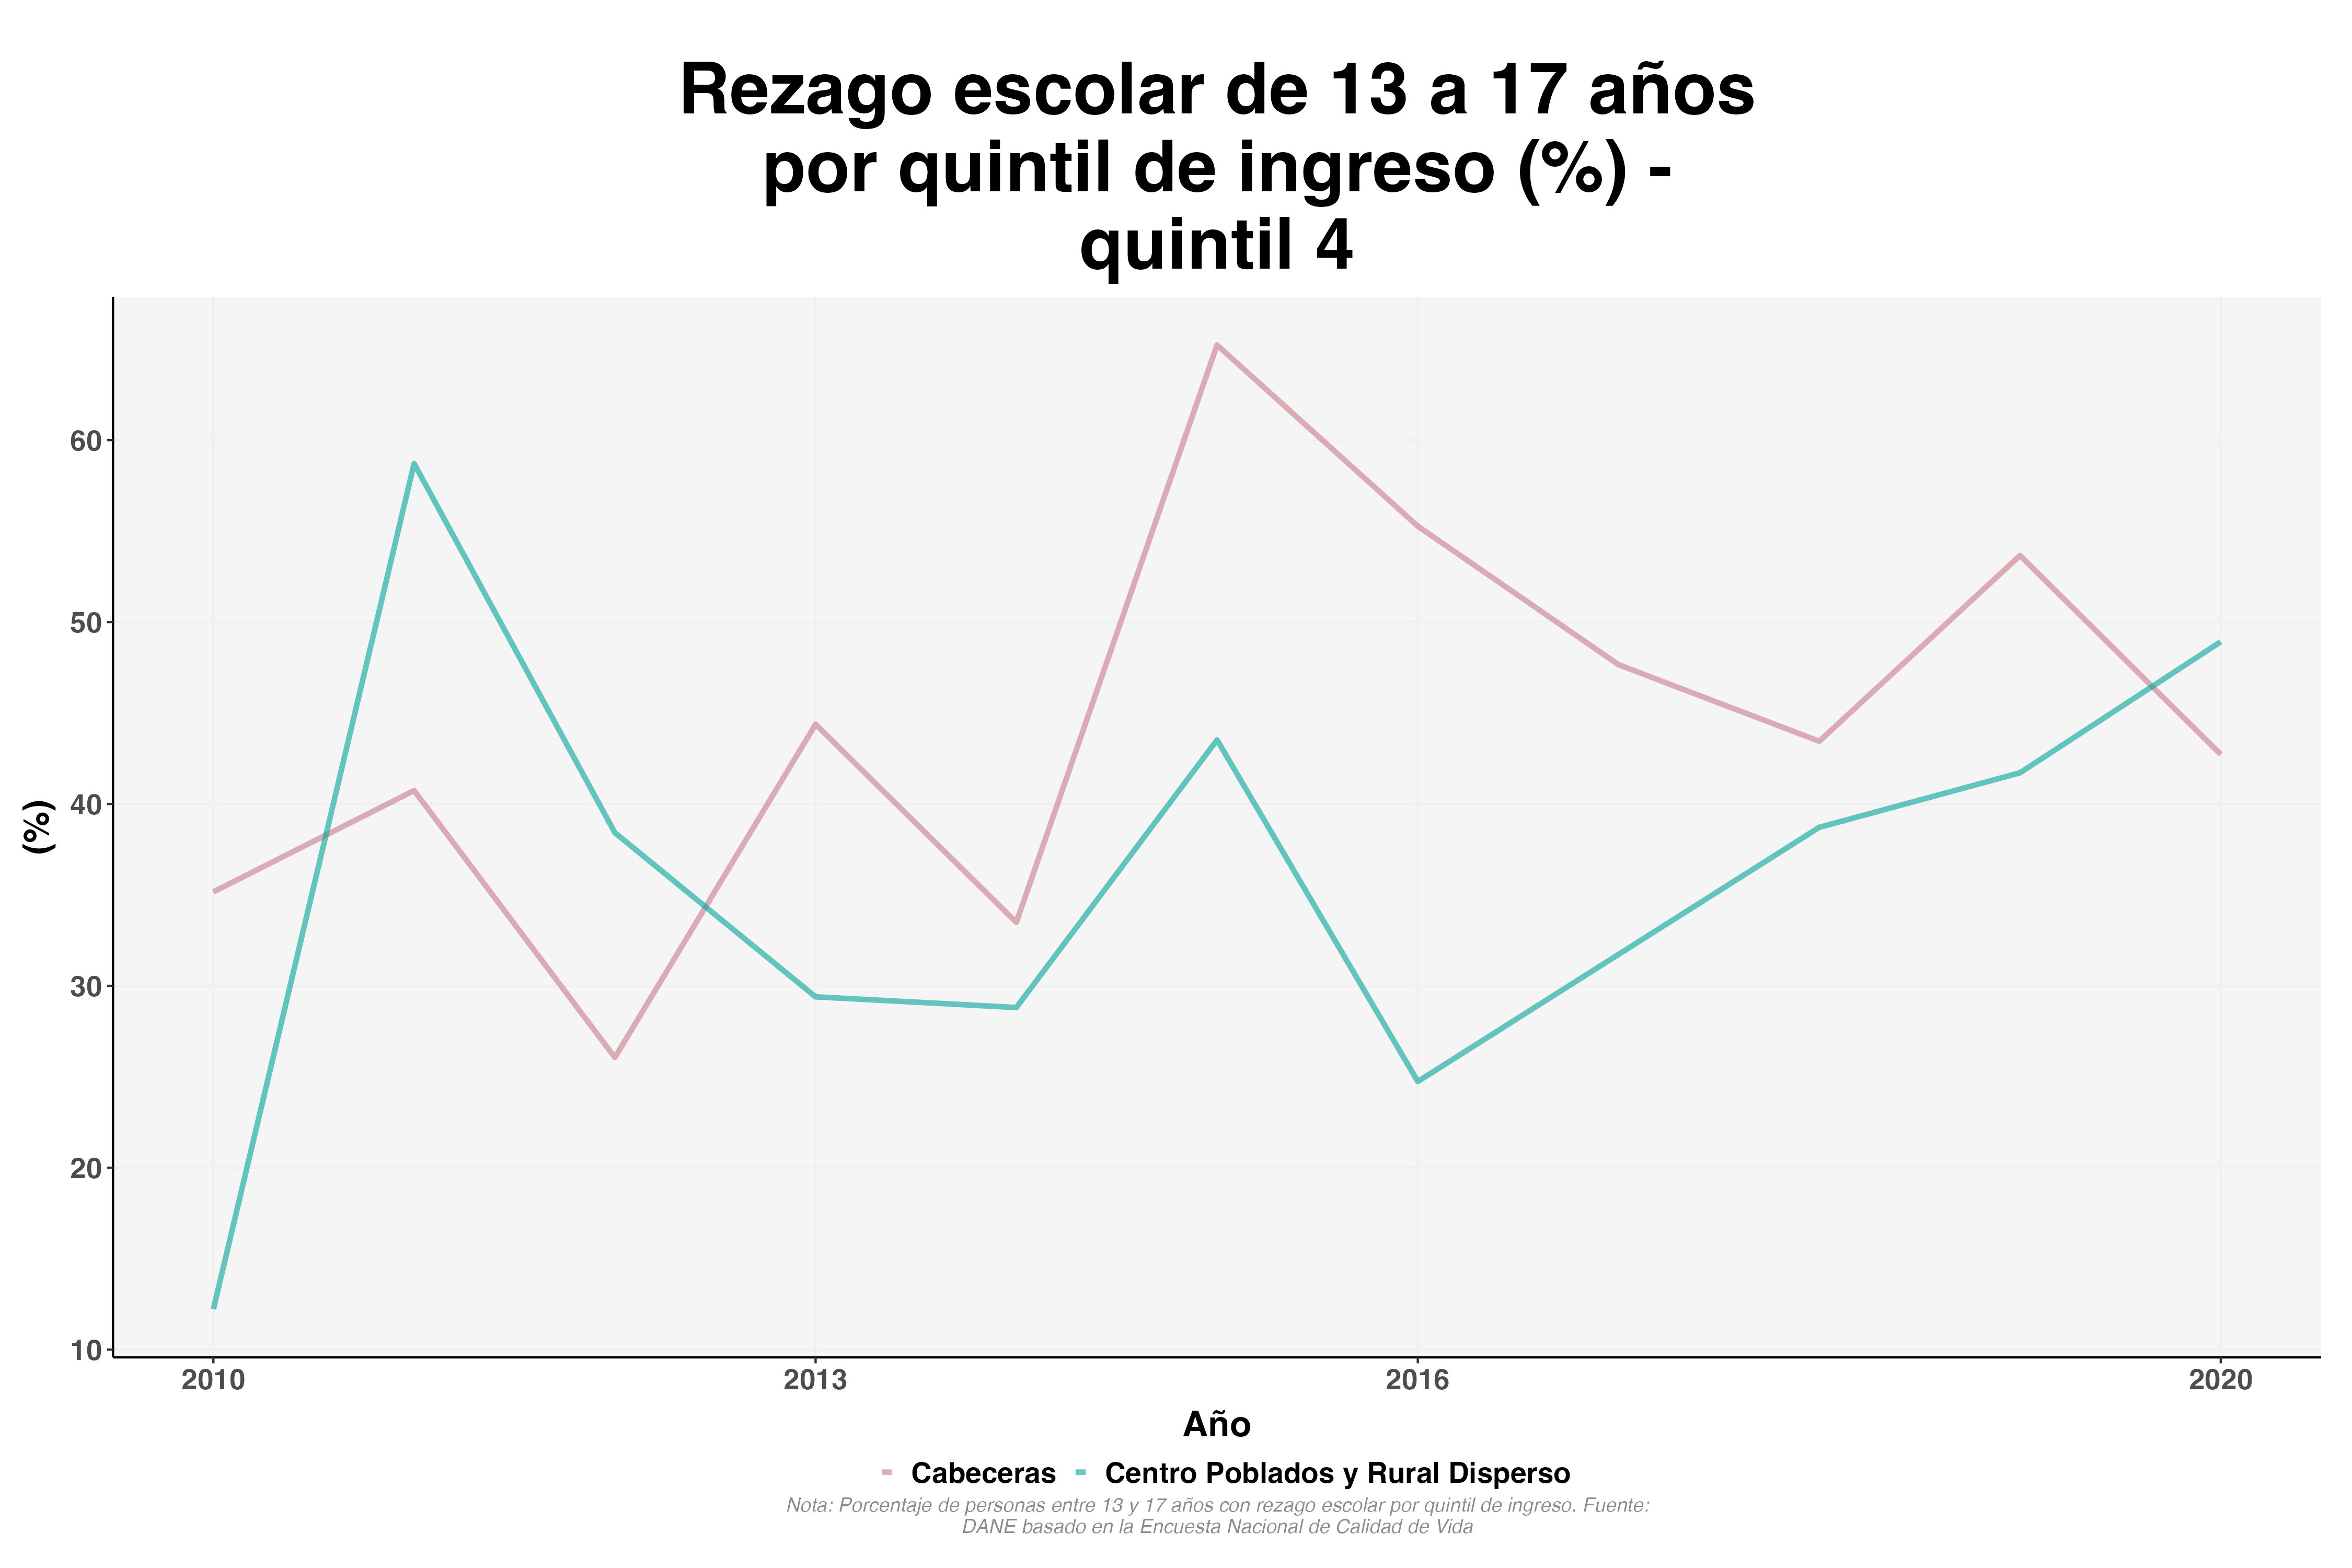 Rezago escolar de 13 a 17 años
por quintil de ingreso (%) -
quintil 4
60
50
40
30
20
10
(%)
2010
2013
2016
2020
Año
Cabeceras
Centro Poblados y Rural Disperso
Nota: Porcentaje de personas entre 13 y 17 años con rezago escolar por quintil de ingreso. Fuente:
DANE basado en la Encuesta Nacional de Calidad de Vida